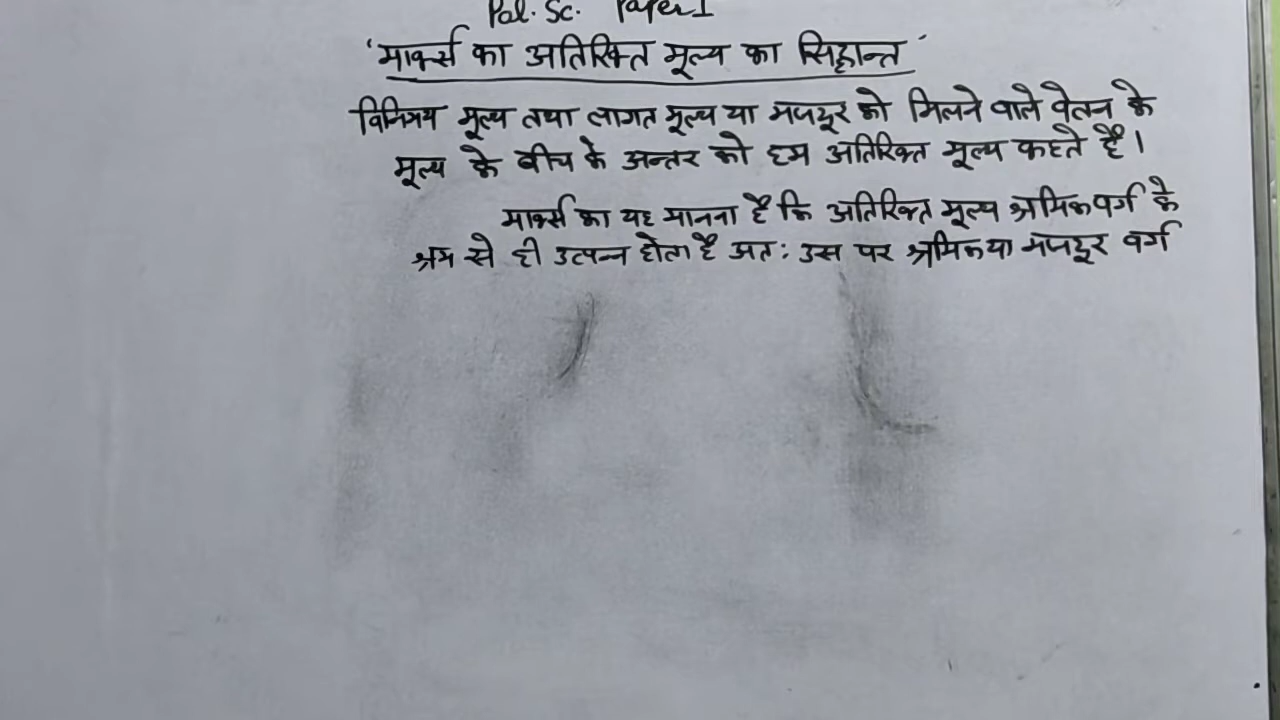 Pol. Sc. Paper I
'मार्क्स का अतिरिक्त मूल्य का सिद्धान्त'
विनिमय मूल्य तथा लागत मूल्य या मजदूर को मिलने वाले वेतन के
मूल्य के बीच के अन्तर को हम अतिरिक्त मूल्य कहते है।
मार्क्स का यह मानना है कि अतिरिक्त मूल्य श्रमिक वर्ग के
श्रम से ही उत्पन्न होता है अतः उस पर श्रमिक या मजदूर वर्ग